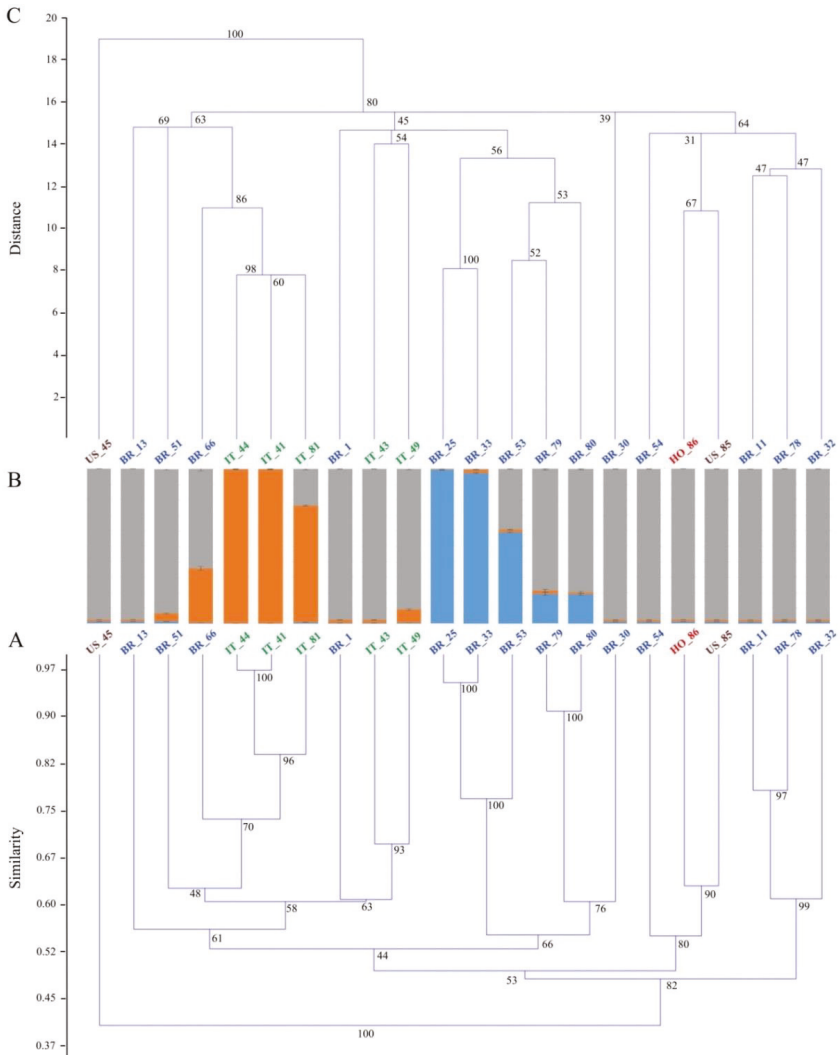 C
20
18
16
14
12
10
8
6
4
2
Distance
100
80
69
63
45
54
39
64
56
31
47
47
86
53
67
98
60
100
52
US_45
BR_13
BR_51
BR_66
IT_44
IT_41
IT_81
BR_1
IT_43
IT_49
BR_25
BR_33
BR_53
BR_79
BR_80
BR_30
BR_54
HO_86
US_85
BR_11
BR_78
BR_32
B
A
US_45
BR_13
BR_51
BR_66
IT_44
IT_41
IT_81
BR_1
IT_43
IT_49
BR_25
BR_33
BR_53
BR_79
BR_80
BR_30
BR_54
HO_86
US_85
BR_11
BR_78
BR_32
0.97
0.90
0.82
0.75
0.67
0.60
0.52
0.45
0.37
Similarity
100
100
100
96
97
100
70
93
48
90
58
63
76
99
61
66
80
44
53
82
100